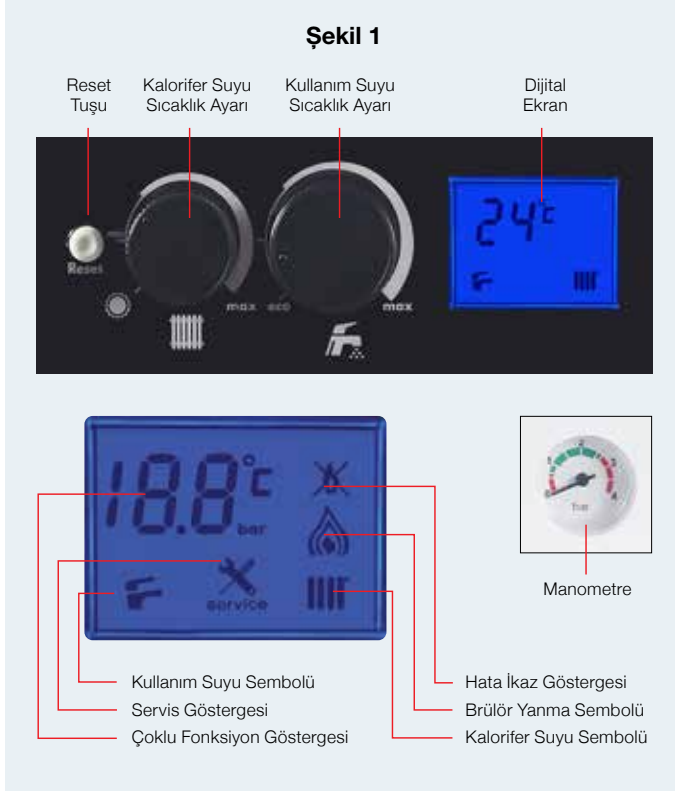 Şekil 1
Reset
Tuşu
Kalorifer Suyu
Sıcaklık Ayarı
Kullanım Suyu
Sıcaklık Ayarı
Dijital
Ekran
Reset
max
eco
max
24c
18.8°c
bar
service
bar
Manometre
Kullanım Suyu Sembolü
Servis Göstergesi
Çoklu Fonksiyon Göstergesi
Hata İkaz Göstergesi
Brülör Yanma Sembolü
Kalorifer Suyu Sembolü